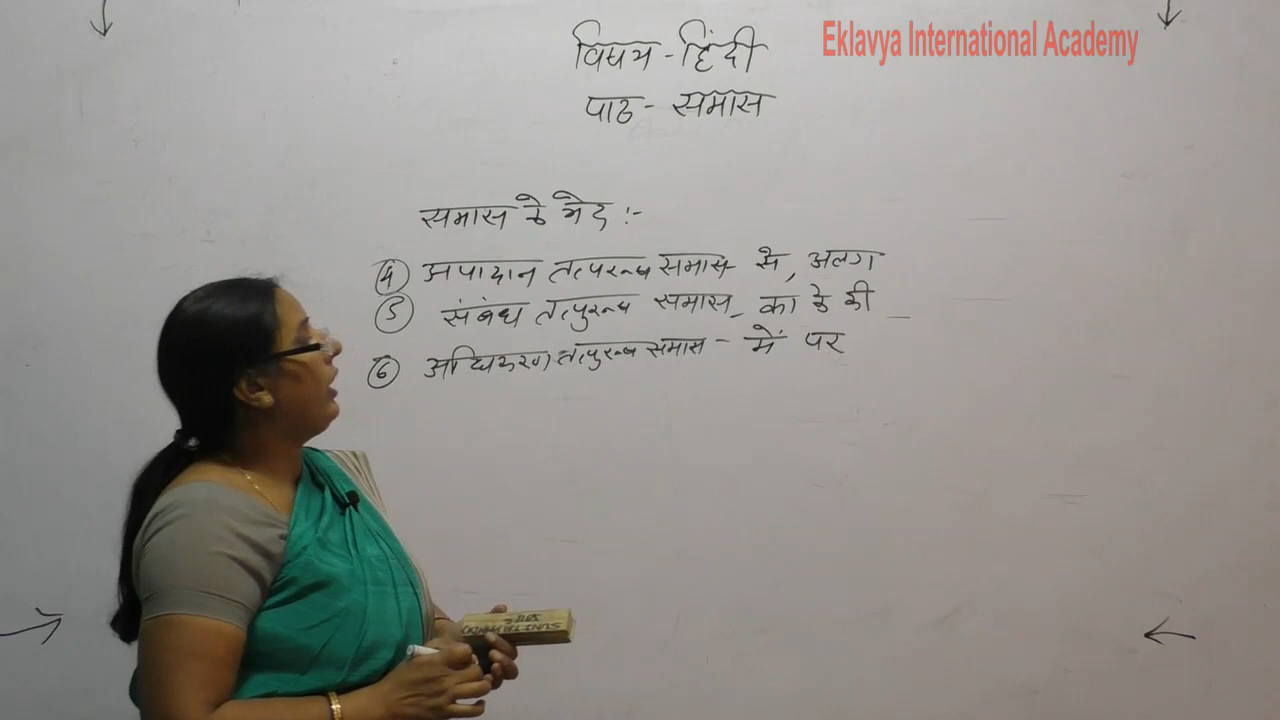 Eklavya International Academy
विषय - हिंदी
पाठ - समास
समास के भेद :-
④ अपादान तत्पुरुष समास - से, अलग
⑤ संबंध तत्पुरुष समास - का के की
⑥ अधिकरण तत्पुरुष समास - में पर